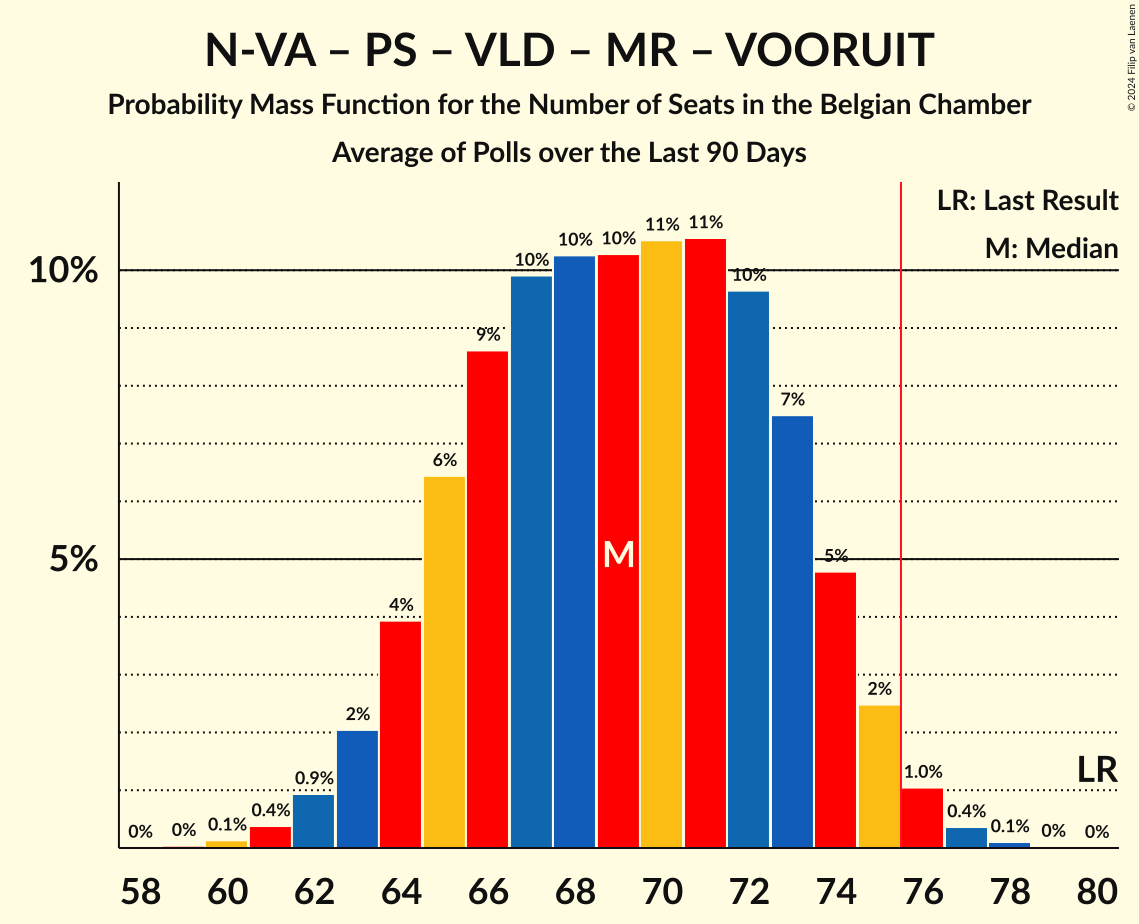 N-VA – PS – VLD – MR – VOORUIT
Probability Mass Function for the Number of Seats in the Belgian Chamber
Average of Polls over the Last 90 Days
© 2024 Filip van Laenen
LR: Last Result
M: Median
10%
5%
0% 0% 0.1% 0.4% 0.9% 2% 4% 6% 9% 10% 10% 10% 11% 11% 10% 7% 5% 2% 1.0% 0.4% 0.1% 0% 0%
M
LR
58 60 62 64 66 68 70 72 74 76 78 80